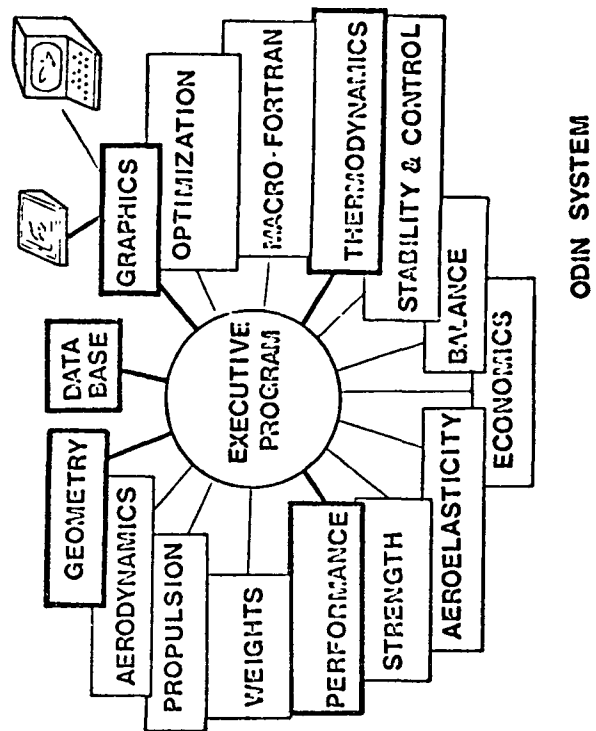 DATA
BASE
GEOMETRY
GRAPHICS
AERODYNAMICS
OPTIMIZATION
PROPULSION
EXECUTIVE
PROGRAM
MACRO-FORTRAN
WEIGHTS
PERFORMANCE
THERMODYNAMICS
STRENGTH
STABILITY & CONTROL
AEROELASTICITY
BALANCE
ECONOMICS
ODIN SYSTEM